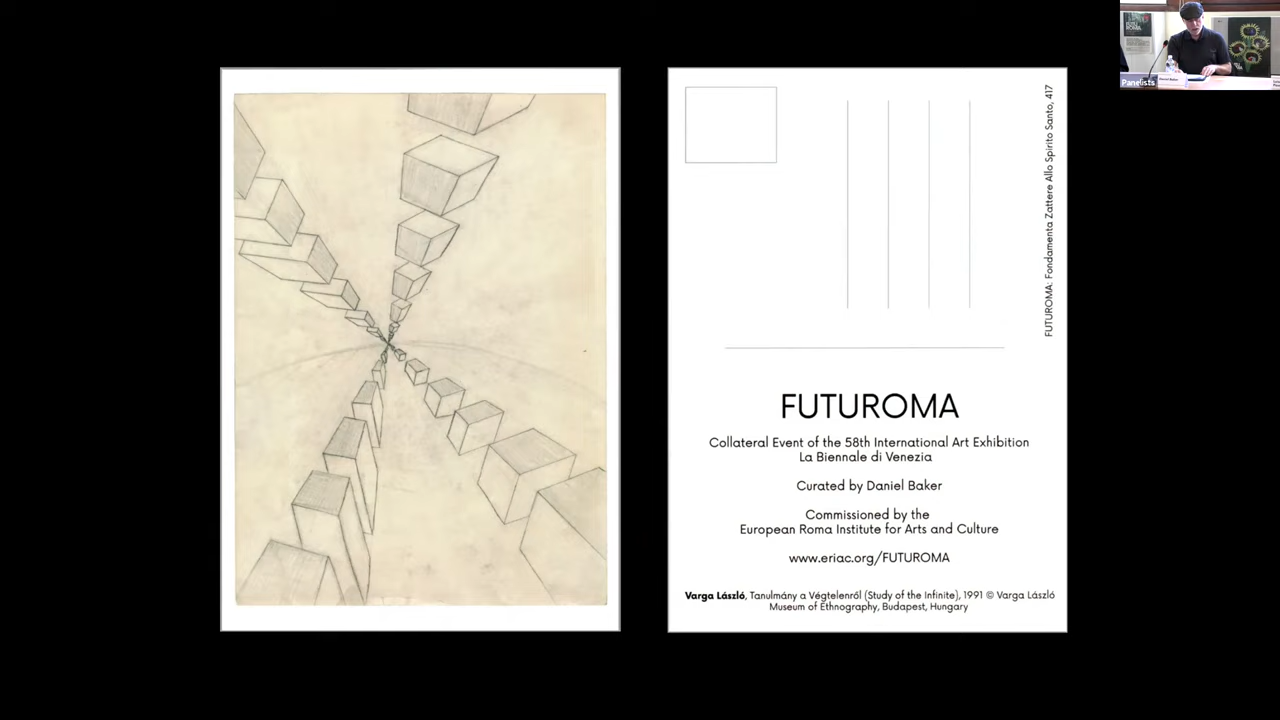 FUTUROMA: Fondamenta Zattere Allo Spirito Santo, 417
FUTUROMA
Collateral Event of the 58th International Art Exhibition
La Biennale di Venezia
Curated by Daniel Baker
Commissioned by the
European Roma Institute for Arts and Culture
www.eriac.org/FUTUROMA
Varga László, Tanulmány a Végtelenről (Study of the Infinite), 1991 © Varga László
Museum of Ethnography, Budapest, Hungary
Panelists
Daniel Baker